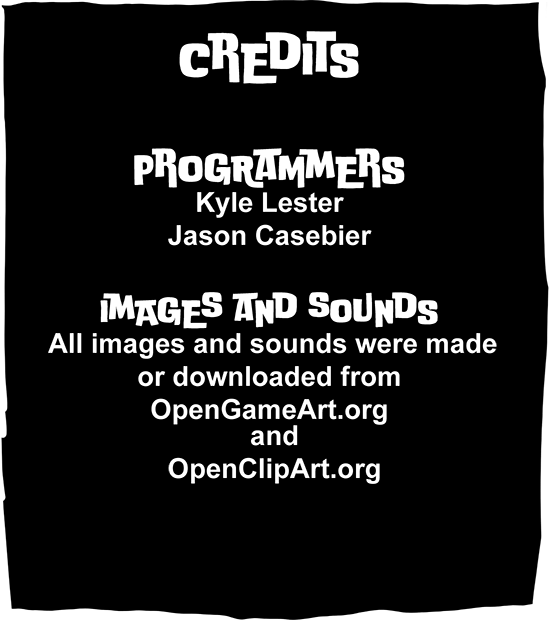 CREDITS
PROGRAMMERS
Kyle Lester
Jason Casebier
IMAGES AND SOUNDS
All images and sounds were made
or downloaded from
OpenGameArt.org
and
OpenClipArt.org